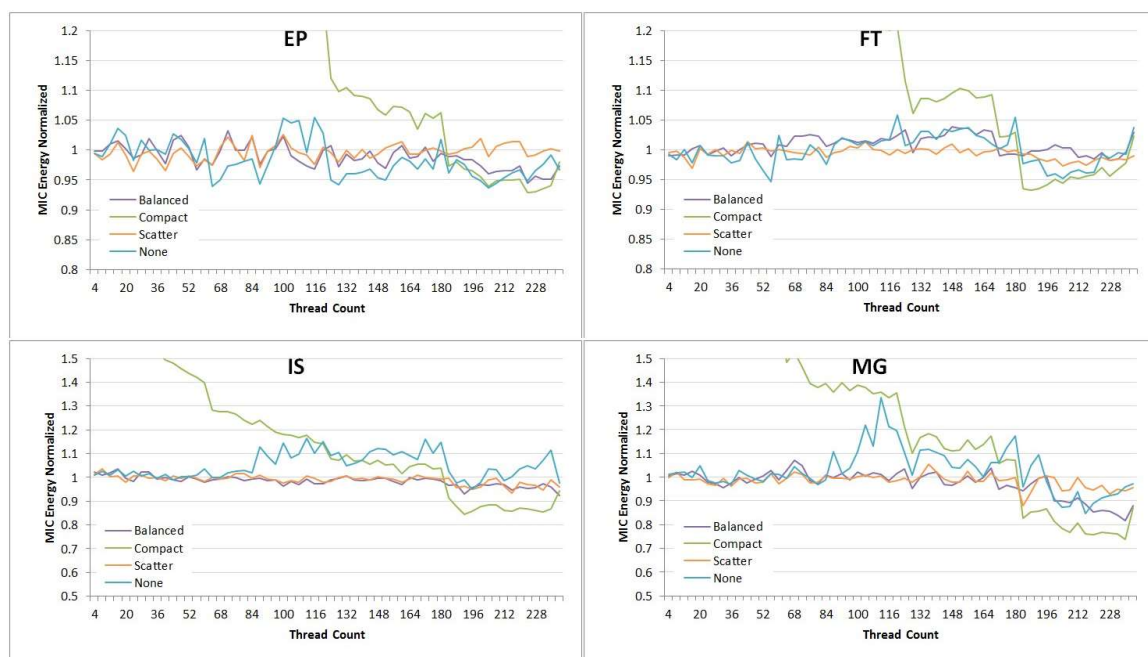 EP
MIC Energy Normalized
1.2
1.15
1.1
1.05
1
0.95
0.9
0.85
0.8
Balanced
Compact
Scatter
None
4 20 36 52 68 84 100 116 132 148 164 180 196 212 228
Thread Count
FT
MIC Energy Normalized
1.2
1.15
1.1
1.05
1
0.95
0.9
0.85
0.8
Balanced
Compact
Scatter
None
4 20 36 52 68 84 100 116 132 148 164 180 196 212 228
Thread Count
IS
MIC Energy Normalized
1.5
1.4
1.3
1.2
1.1
1
0.9
0.8
0.7
0.6
0.5
Balanced
Compact
Scatter
None
4 20 36 52 68 84 100 116 132 148 164 180 196 212 228
Thread Count
MG
MIC Energy Normalized
1.5
1.4
1.3
1.2
1.1
1
0.9
0.8
0.7
0.6
0.5
Balanced
Compact
Scatter
None
4 20 36 52 68 84 100 116 132 148 164 180 196 212 228
Thread Count